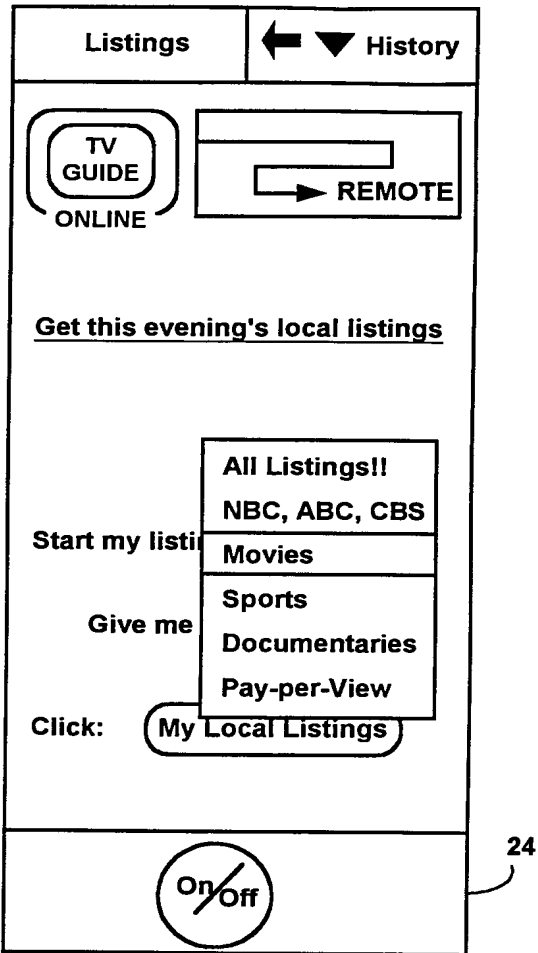 Listings
History
TV
GUIDE
ONLINE
REMOTE
Get this evening's local listings
All Listings!!
NBC, ABC, CBS
Start my
Movies
Sports
Give me
Documentaries
Pay-per-View
Click:
My Local Listings
24
On/Off